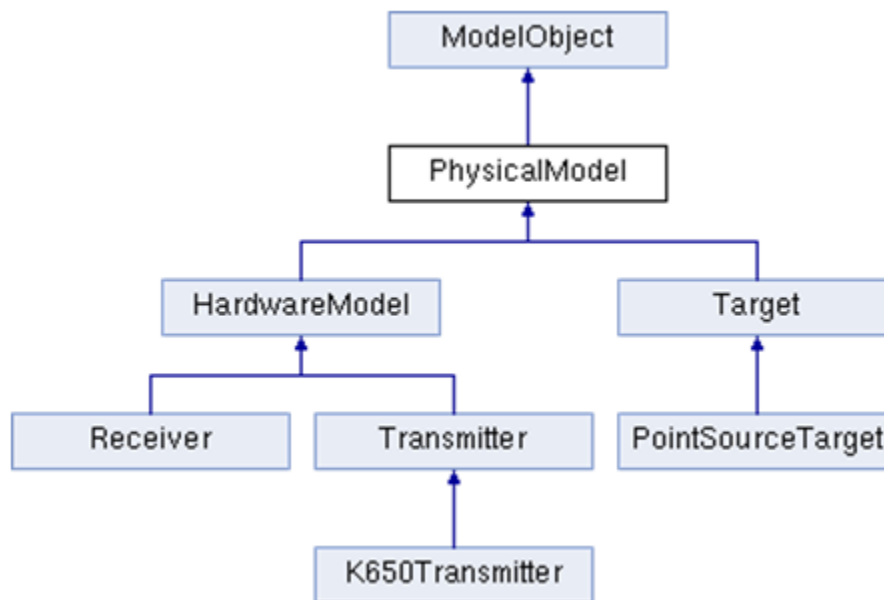 ModelObject
PhysicalModel
HardwareModel
Target
Receiver
Transmitter
PointSourceTarget
K650Transmitter